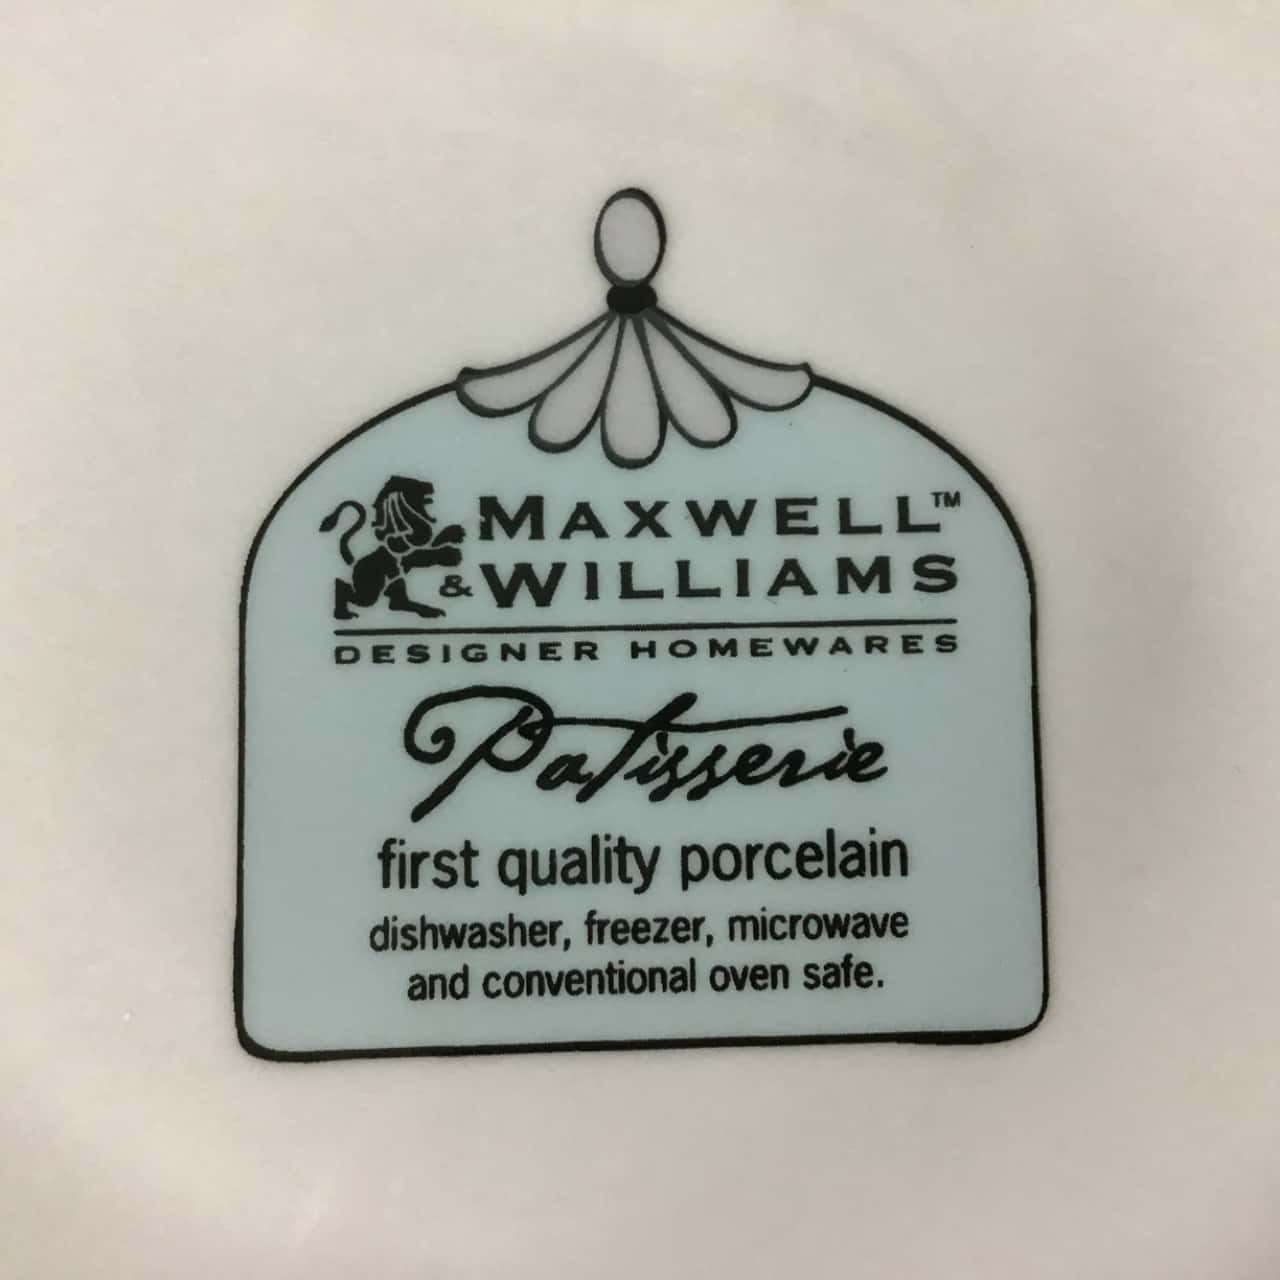 MAXWELL™
& WILLIAMS
DESIGNER HOMEWARES
Patisserie
first quality porcelain
dishwasher, freezer, microwave
and conventional oven safe.